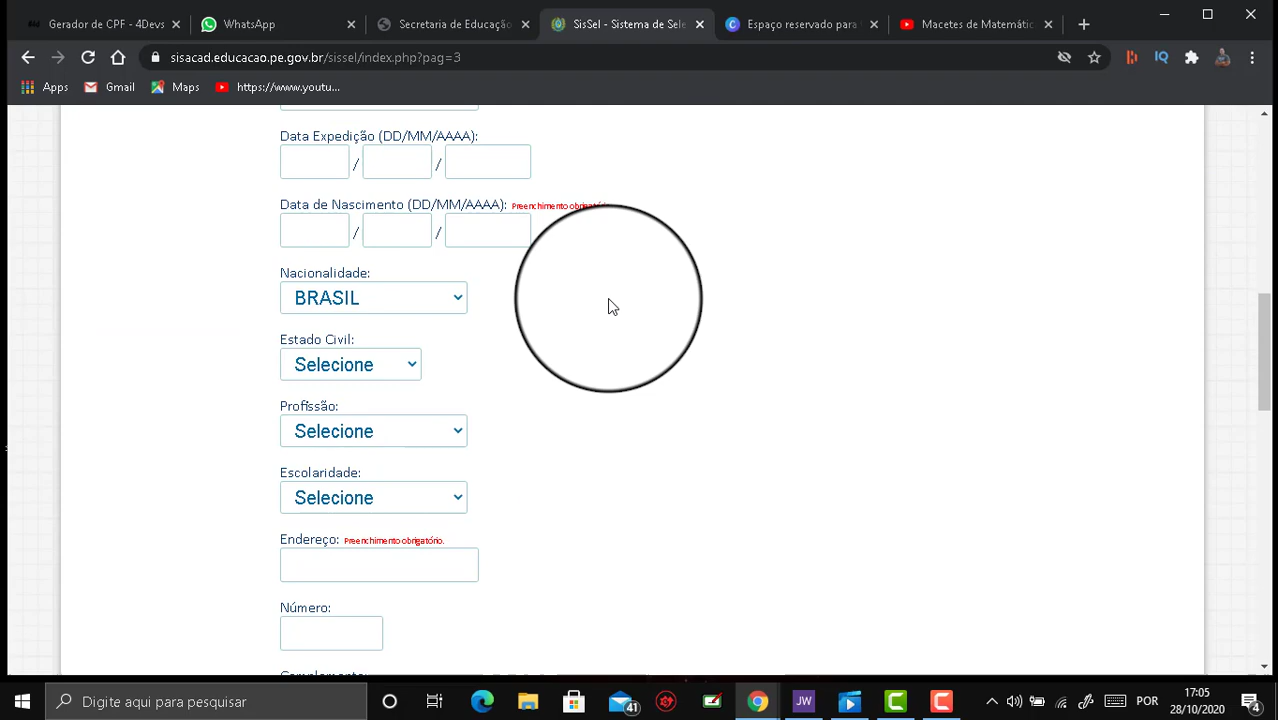 Gerador de CPF - 4Devs
WhatsApp
Secretaria de Educação
SisSel - Sistema de Sele
Espaço reservado para
Macetes de Matemátic
sisacad.educacao.pe.gov.br/sissel/index.php?pag=3
Apps
Gmail
Maps
https://www.youtu...
Data Expedição (DD/MM/AAAA):
/ /
Data de Nascimento (DD/MM/AAAA): Preenchimento obrigatório.
/ /
Nacionalidade:
BRASIL
Estado Civil:
Selecione
Profissão:
Selecione
Escolaridade:
Selecione
Endereço: Preenchimento obrigatório.
Número:
Complemento:
Digite aqui para pesquisar
41
JW
POR
17:05
28/10/2020
4